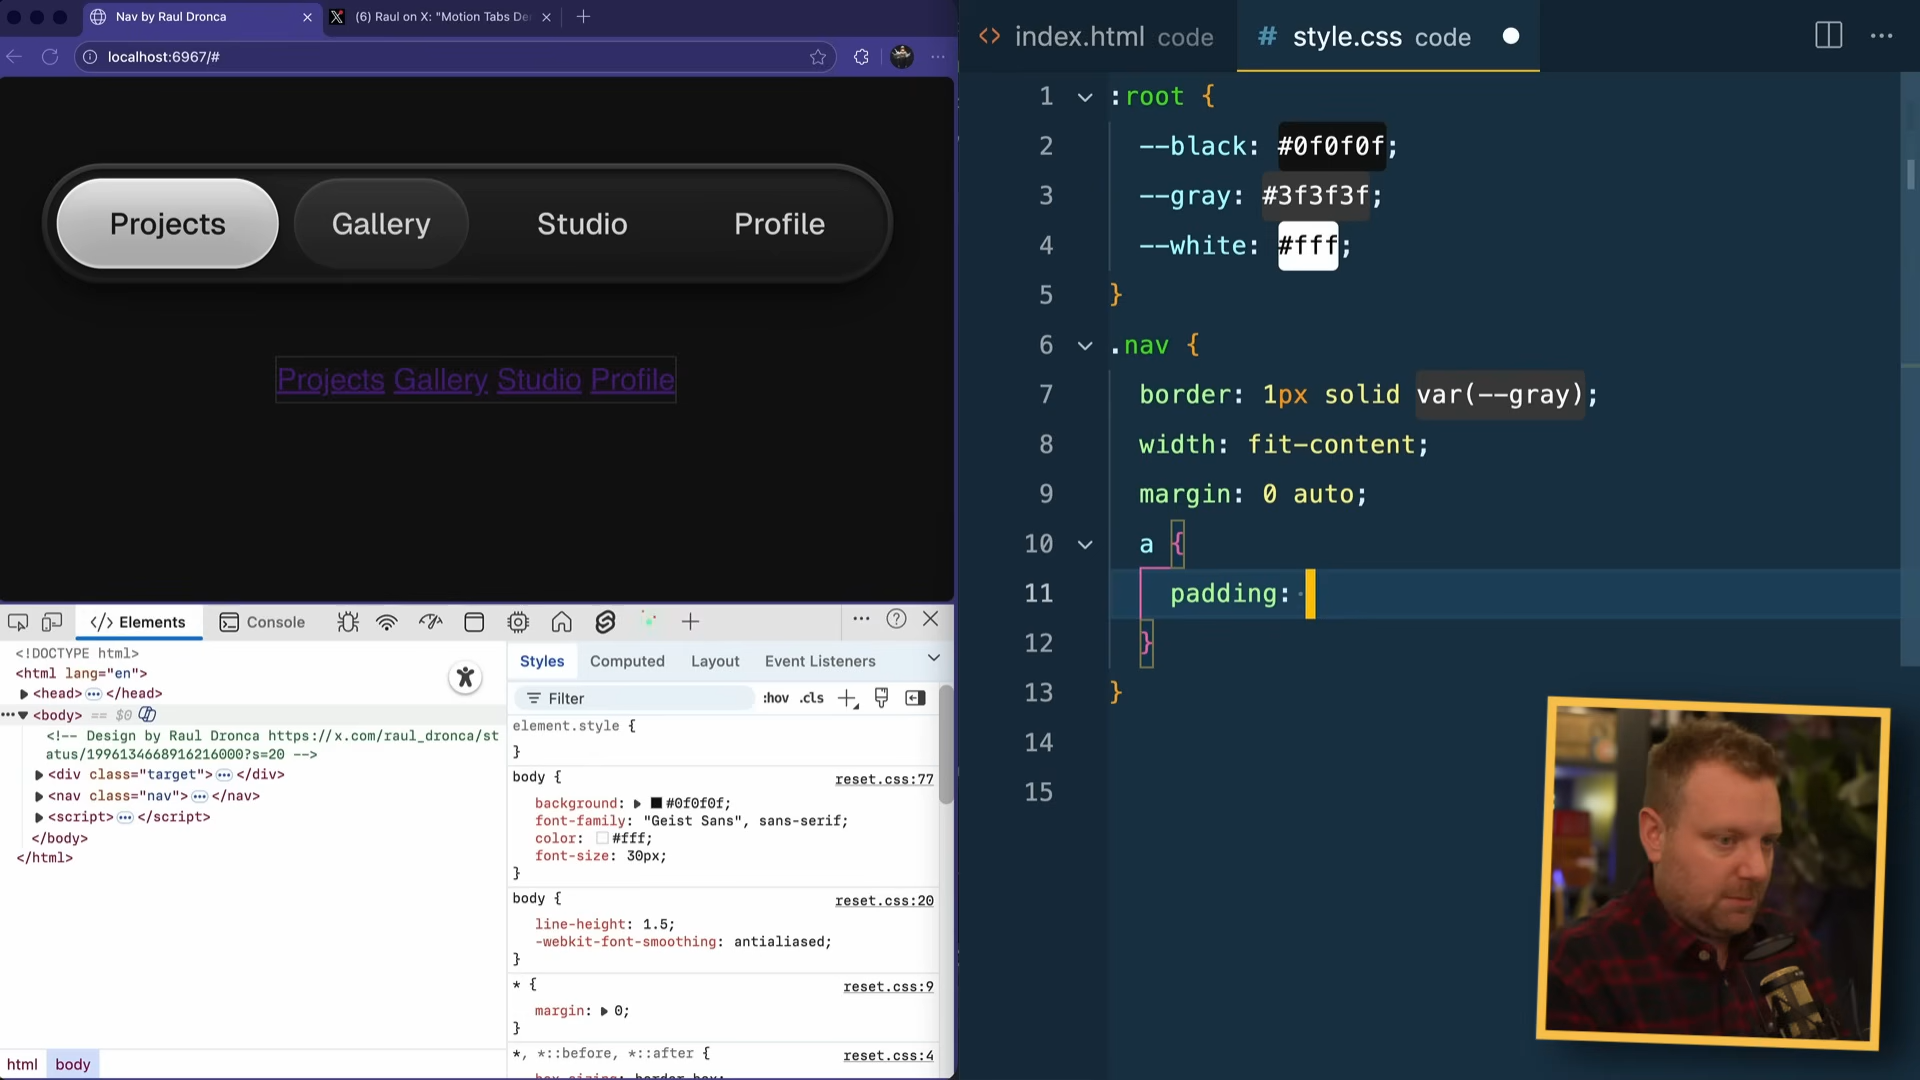 Nav by Raul Dronca
(6) Raul on X: "Motion Tabs De
localhost:6967/#
Projects
Gallery
Studio
Profile
Projects Gallery Studio Profile
</> Elements
Console
<!DOCTYPE html>
<html lang="en">
<head> ··· </head>
··· <body> == $0
<!-- Design by Raul Dronca https://x.com/raul_dronca/st
atus/1996134668916216000?s=20 -->
<div class="target"> ··· </div>
<nav class="nav"> ··· </nav>
<script> ··· </script>
</body>
</html>
html
body
Styles
Computed
Layout
Event Listeners
Filter
:hov
.cls
element.style {
}
body {
reset.css:77
background: #0f0f0f;
font-family: "Geist Sans", sans-serif;
color: #fff;
font-size: 30px;
}
body {
reset.css:20
line-height: 1.5;
-webkit-font-smoothing: antialiased;
}
* {
reset.css:9
margin: 0;
}
*, *::before, *::after {
reset.css:4
index.html code
# style.css code
1 :root {
2 --black: #0f0f0f;
3 --gray: #3f3f3f;
4 --white: #fff;
5 }
6 .nav {
7 border: 1px solid var(--gray);
8 width: fit-content;
9 margin: 0 auto;
10 a {
11 padding:
12 }
13 }
14
15